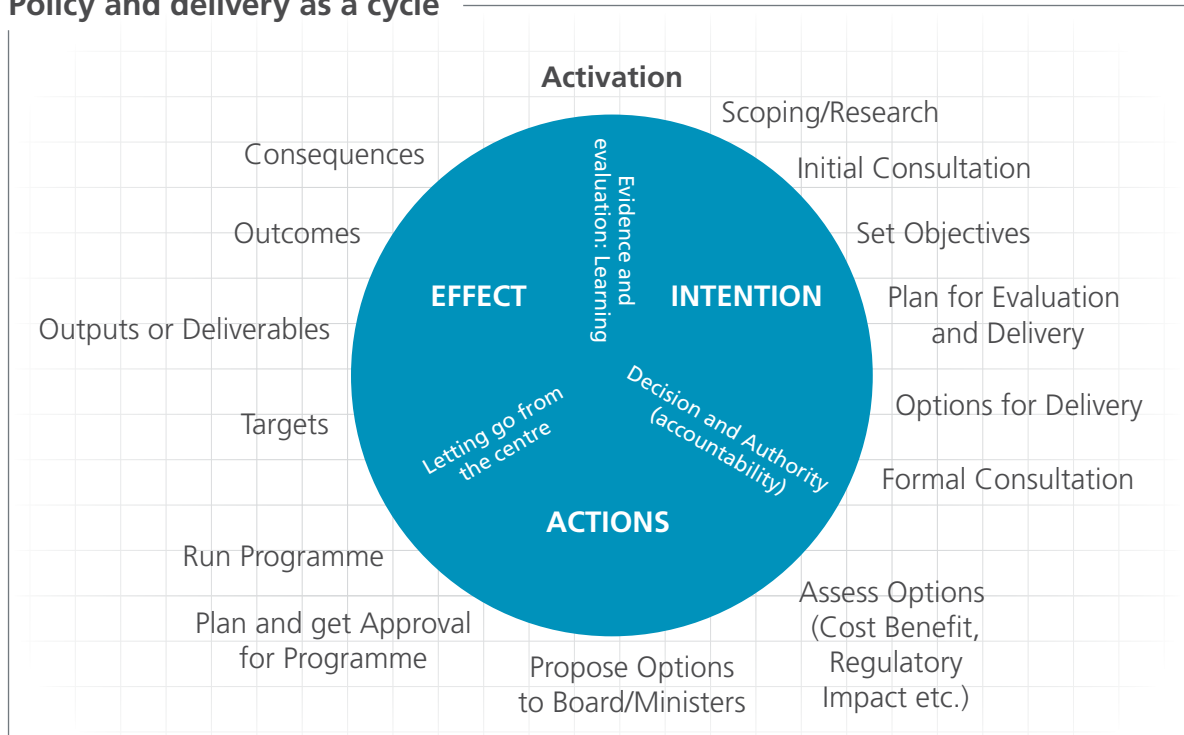 Policy and delivery as a cycle
Activation
Scoping/Research
Initial Consultation
Set Objectives
Plan for Evaluation
and Delivery
Options for Delivery
Formal Consultation
Assess Options
(Cost Benefit,
Regulatory
Impact etc.)
Propose Options
to Board/Ministers
Plan and get Approval
for Programme
Run Programme
Targets
Outputs or Deliverables
Outcomes
Consequences
Evidence and
evaluation: Learning
EFFECT
INTENTION
Decision and Authority
(accountability)
Letting go from
the centre
ACTIONS